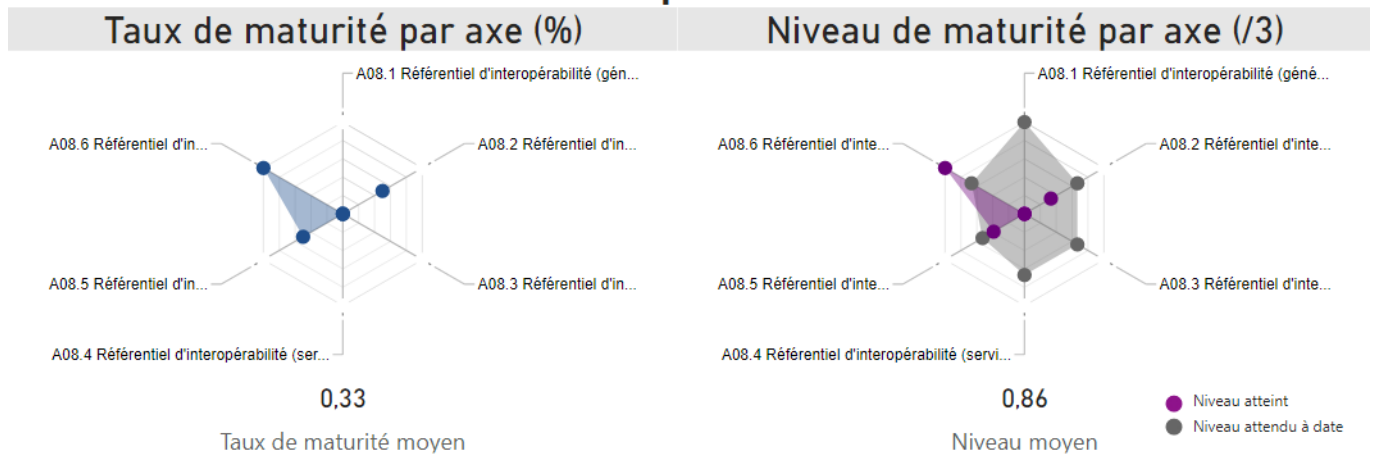 Taux de maturité par axe (%)
Niveau de maturité par axe (/3)
A08.1 Référentiel d'interopérabilité (gén...
A08.6 Référentiel d'in...
A08.2 Référentiel d'in...
A08.5 Référentiel d'in...
A08.3 Référentiel d'in...
A08.4 Référentiel d'interopérabilité (ser...
0,33
Taux de maturité moyen
A08.1 Référentiel d'interopérabilité (géné...
A08.6 Référentiel d'inte...
A08.2 Référentiel d'inte...
A08.5 Référentiel d'inte...
A08.3 Référentiel d'inte...
A08.4 Référentiel d'interopérabilité (servi...
0,86
Niveau moyen
Niveau atteint
Niveau attendu à date